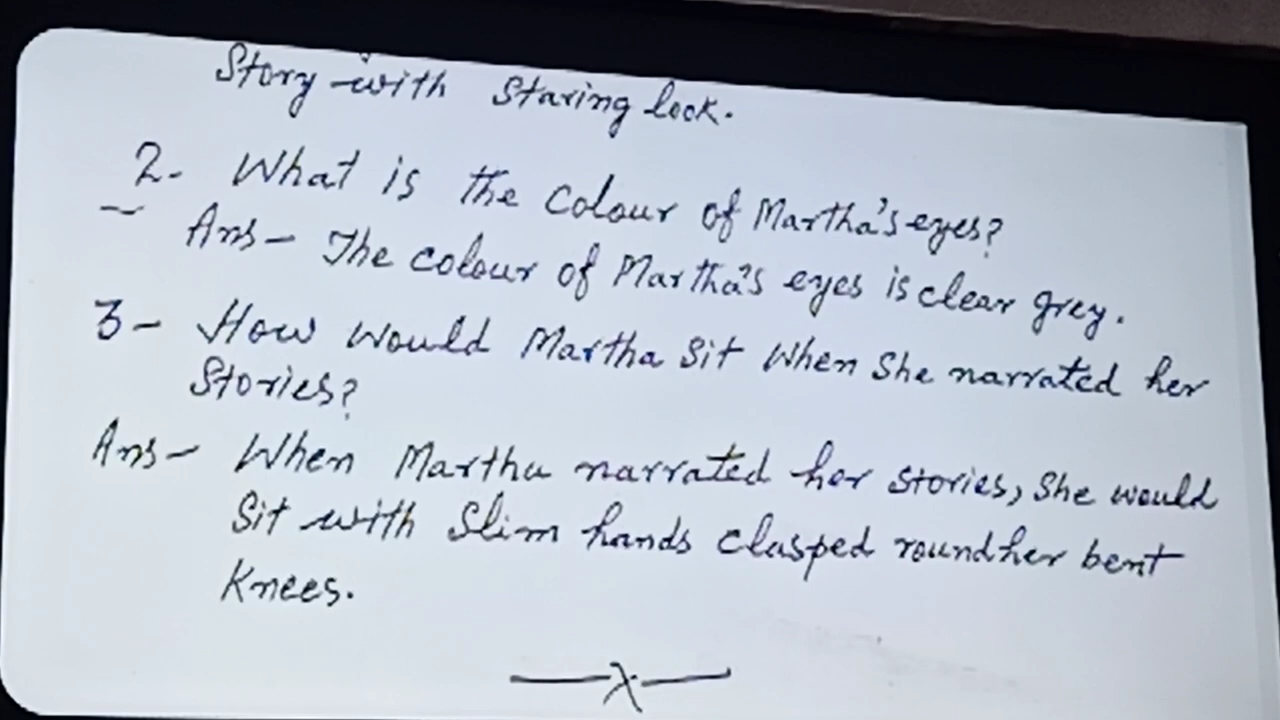 Story with Staring look.
2- What is the Colour of Martha's eyes?
Ans- The colour of Martha's eyes is clear grey.
3- How would Martha Sit When She narrated her
Stories?
Ans- When Martha narrated her stories, She would
Sit with Slim hands clasped round her bent
Knees.
—x—